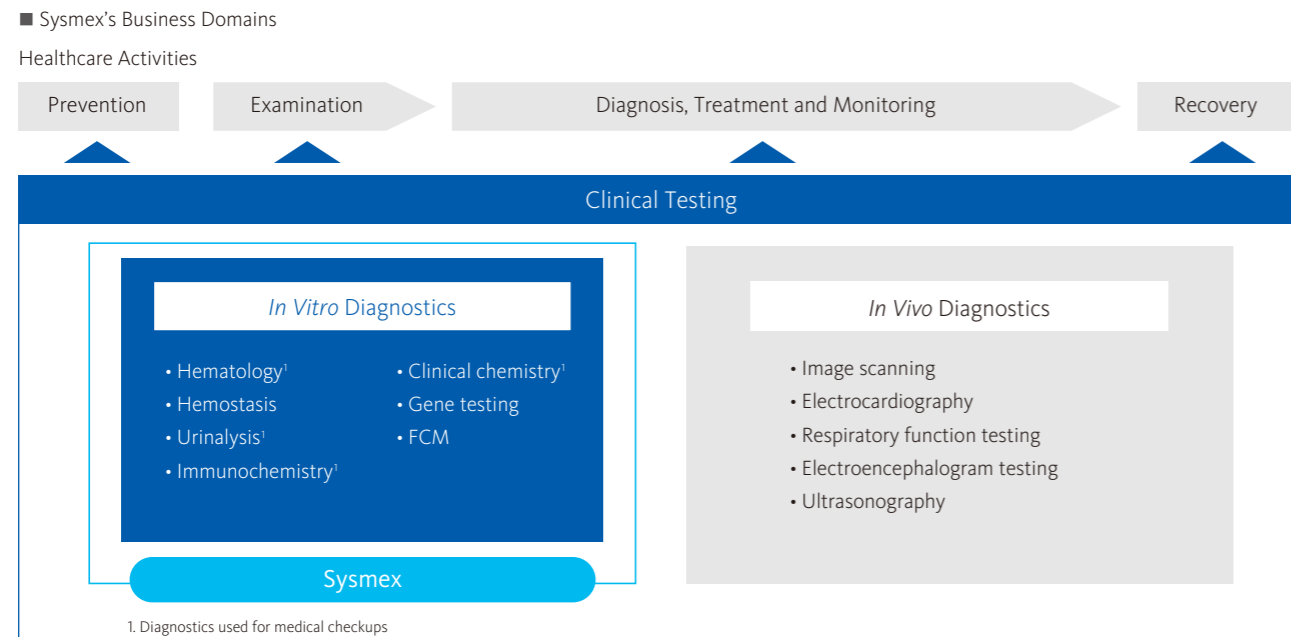 ■ Sysmex's Business Domains
Healthcare Activities
Prevention
Examination
Diagnosis, Treatment and Monitoring
Recovery
Clinical Testing
In Vitro Diagnostics
• Hematology¹
• Hemostasis
• Urinalysis¹
• Immunochemistry¹
• Clinical chemistry¹
• Gene testing
• FCM
Sysmex
1. Diagnostics used for medical checkups
In Vivo Diagnostics
• Image scanning
• Electrocardiography
• Respiratory function testing
• Electroencephalogram testing
• Ultrasonography